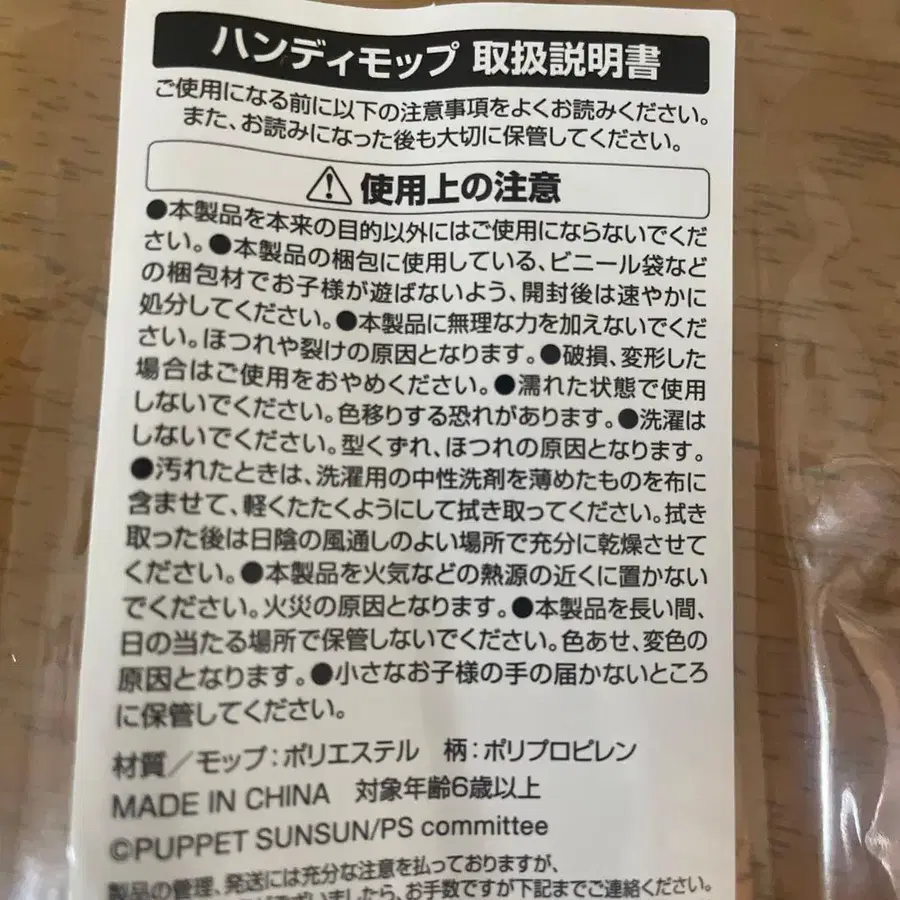 ハンディモップ 取扱説明書
ご使用になる前に以下の注意事項をよくお読みください。
また、お読みになった後も大切に保管してください。
使用上の注意
●本製品を本来の目的以外にはご使用にならないでくだ
さい。●本製品の梱包に使用している、ビニール袋など
の梱包材でお子様が遊ばないよう、開封後は速やかに
処分してください。●本製品に無理な力を加えないでくだ
さい。ほつれや裂けの原因となります。●破損、変形した
場合はご使用をおやめください。●濡れた状態で使用
しないでください。色移りする恐れがあります。●洗濯は
しないでください。型くずれ、ほつれの原因となります。
●汚れたときは、洗濯用の中性洗剤を薄めたものを布に
含ませて、軽くたたくようにして拭き取ってください。拭き
取った後は日陰の風通しのよい場所で充分に乾燥させて
ください。●本製品を火気などの熱源の近くに置かない
でください。火災の原因となります。●本製品を長い間、
日の当たる場所で保管しないでください。色あせ、変色の
原因となります。●小さなお子様の手の届かないところ
に保管してください。
材質／モップ：ポリエステル 柄：ポリプロピレン
MADE IN CHINA 対象年齢6歳以上
©PUPPET SUNSUN/PS committee
製品の管理、発送には充分な注意を払っておりますが、
ございましたら、お手数ですが下記までご連絡ください。